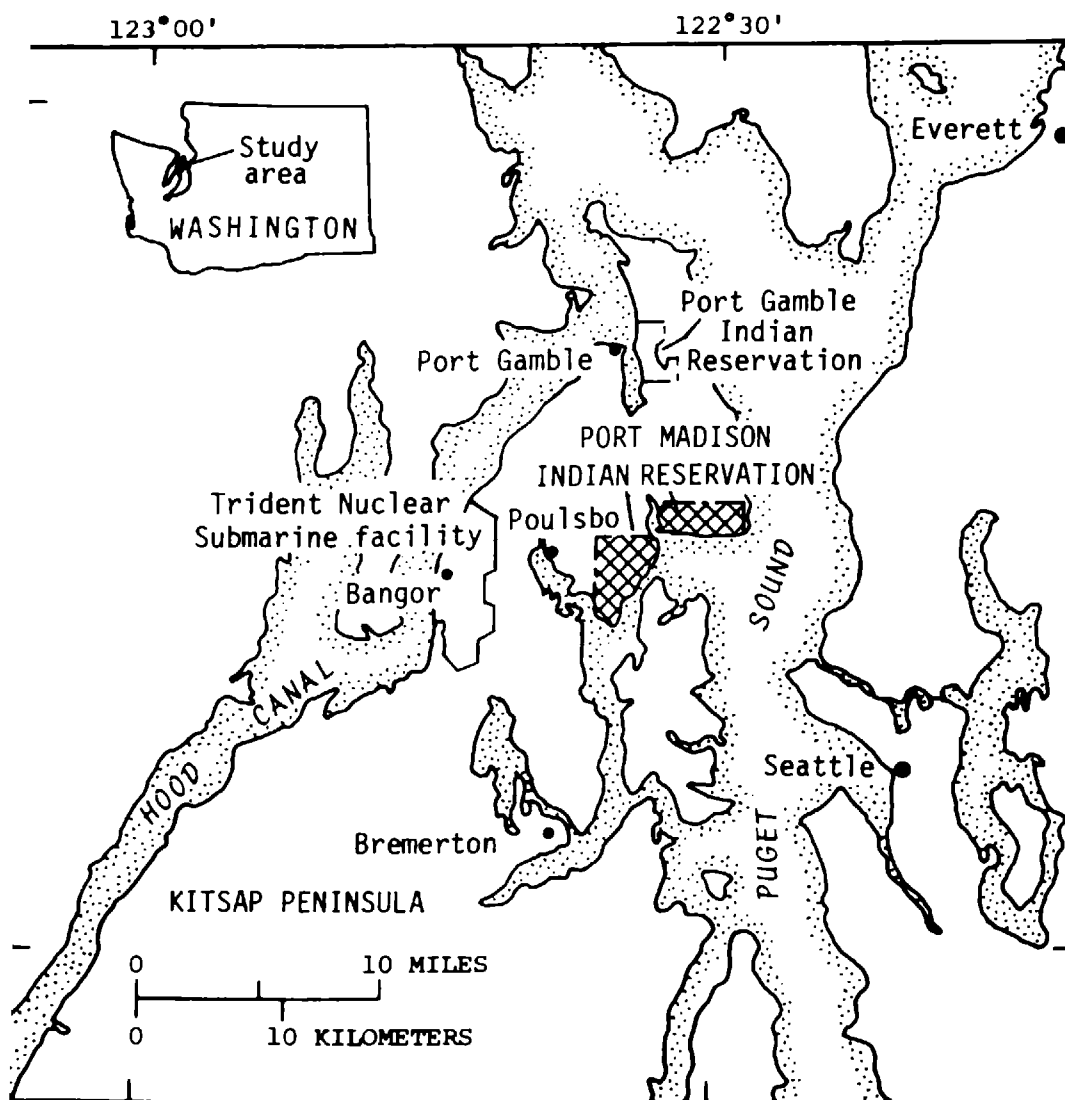 123°00'
122°30'
Everett
Study
area
WASHINGTON
Port Gamble
Indian
Reservation
Port Gamble
PORT MADISON
INDIAN RESERVATION
Trident Nuclear
Submarine facility
Poulsbo
Bangor
SOUND
CANAL
HOOD
Seattle
Bremerton
PUGET
KITSAP PENINSULA
0 10 MILES
0 10 KILOMETERS